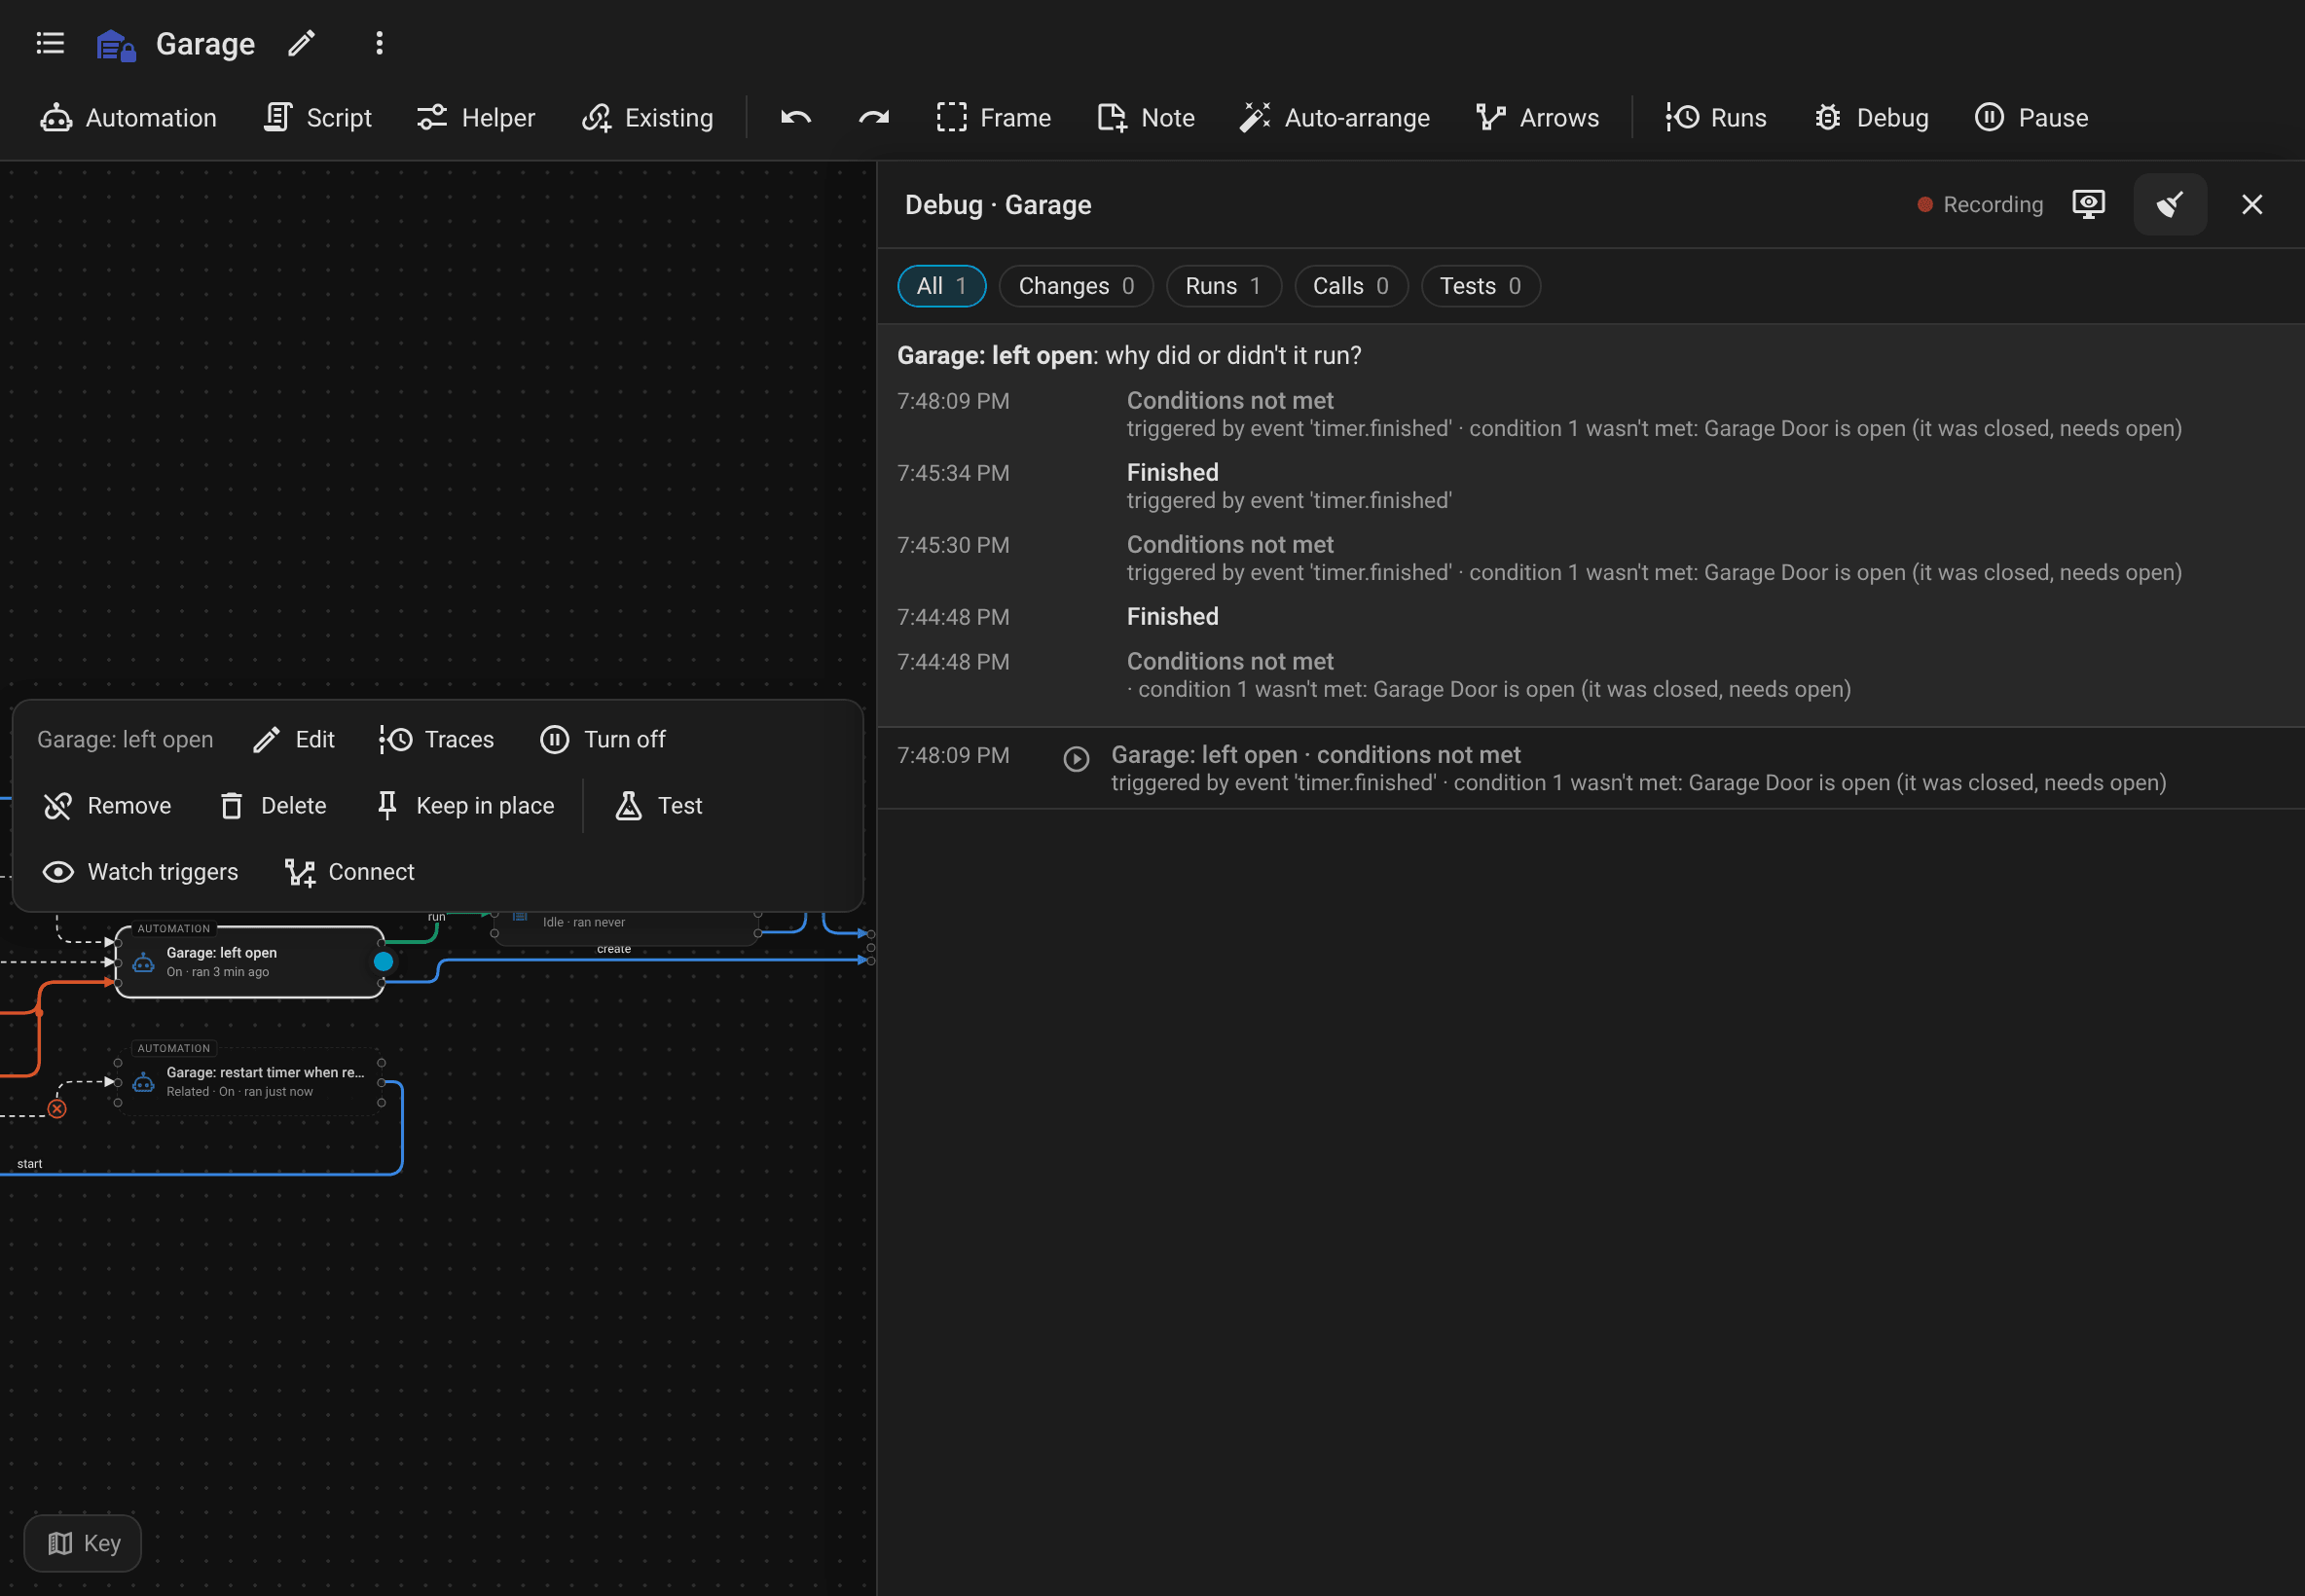 Garage
Automation Script Helper Existing Frame Note Auto-arrange Arrows Runs Debug Pause
Debug · Garage
Recording
All 1 Changes 0 Runs 1 Calls 0 Tests 0
Garage: left open: why did or didn't it run?
7:48:09 PM Conditions not met
triggered by event 'timer.finished' · condition 1 wasn't met: Garage Door is open (it was closed, needs open)
7:45:34 PM Finished
triggered by event 'timer.finished'
7:45:30 PM Conditions not met
triggered by event 'timer.finished' · condition 1 wasn't met: Garage Door is open (it was closed, needs open)
7:44:48 PM Finished
7:44:48 PM Conditions not met
· condition 1 wasn't met: Garage Door is open (it was closed, needs open)
7:48:09 PM Garage: left open · conditions not met
triggered by event 'timer.finished' · condition 1 wasn't met: Garage Door is open (it was closed, needs open)
Garage: left open Edit Traces Turn off
Remove Delete Keep in place Test
Watch triggers Connect
run
Idle · ran never
create
AUTOMATION
Garage: left open
On · ran 3 min ago
AUTOMATION
Garage: restart timer when re...
Related · On · ran just now
start
Key